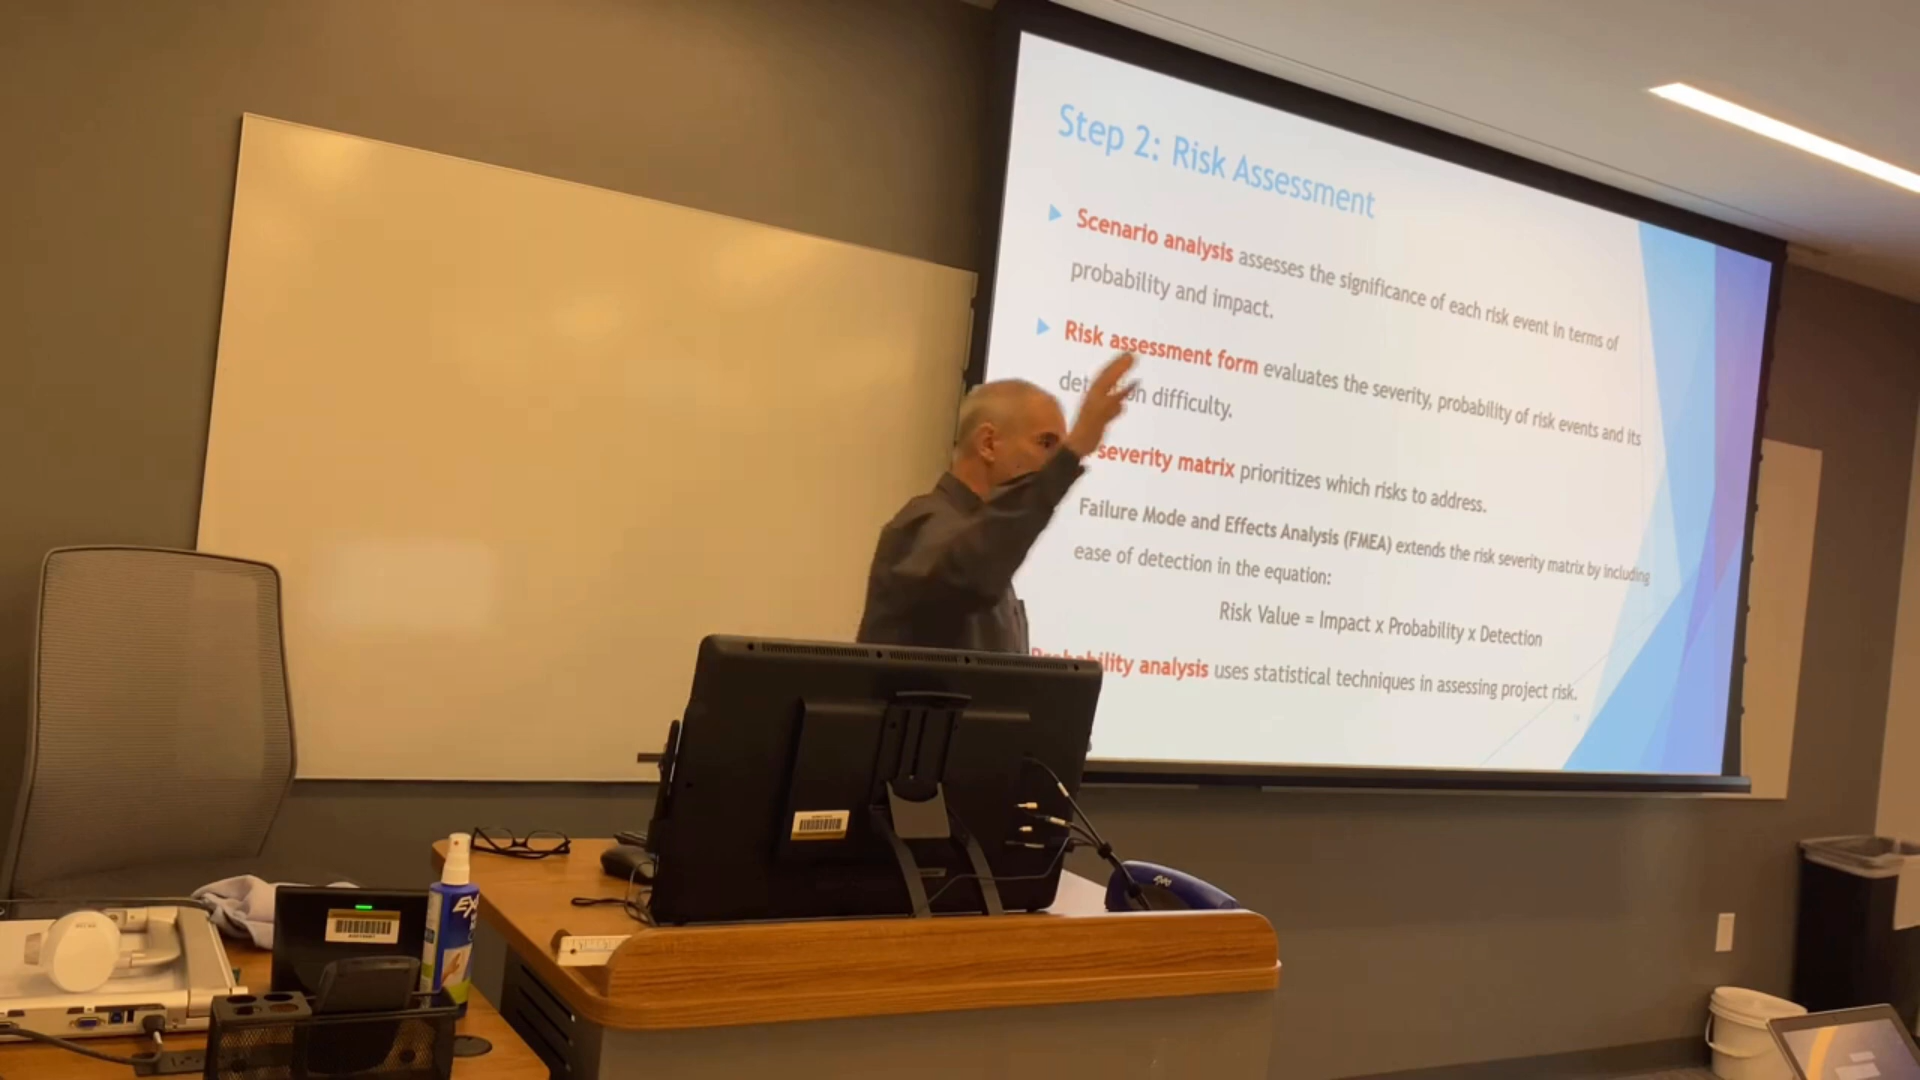 Step 2: Risk Assessment
Scenario analysis assesses the significance of each risk event in terms of
probability and impact.
Risk assessment form evaluates the severity, probability of risk events and its
difficulty.
severity matrix prioritizes which risks to address.
Failure Mode and Effects Analysis (FMEA) extends the risk severity matrix by including
ease of detection in the equation:
Risk Value = Impact x Probability x Detection
Probability analysis uses statistical techniques in assessing project risk.